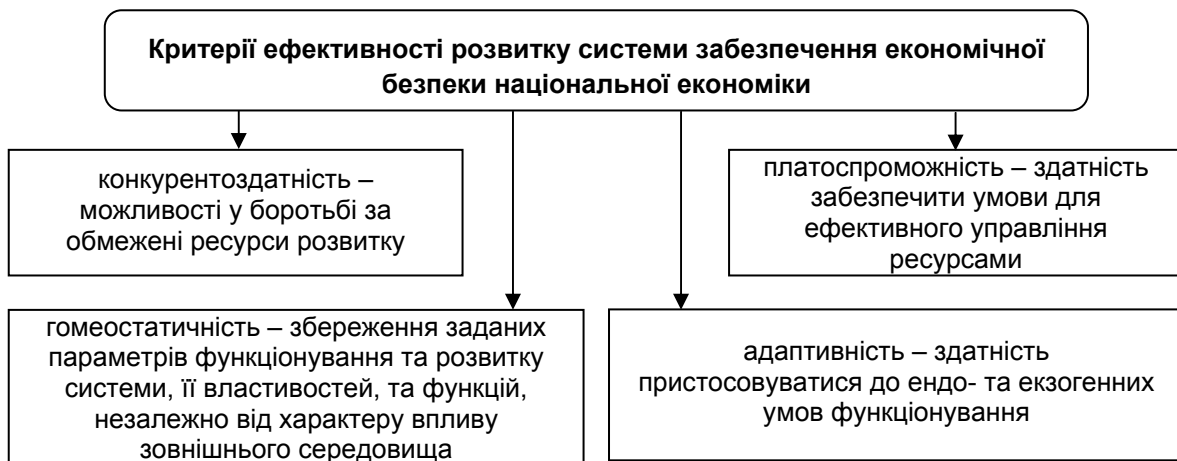 Критерії ефективності розвитку системи забезпечення економічної
безпеки національної економіки
конкурентоздатність –
можливості у боротьбі за
обмежені ресурси розвитку
платоспроможність – здатність
забезпечити умови для
ефективного управління
ресурсами
гомеостатичність – збереження заданих
параметрів функціонування та розвитку
системи, її властивостей, та функцій,
незалежно від характеру впливу
зовнішнього середовища
адаптивність – здатність
пристосовуватися до ендо- та екзогенних
умов функціонування